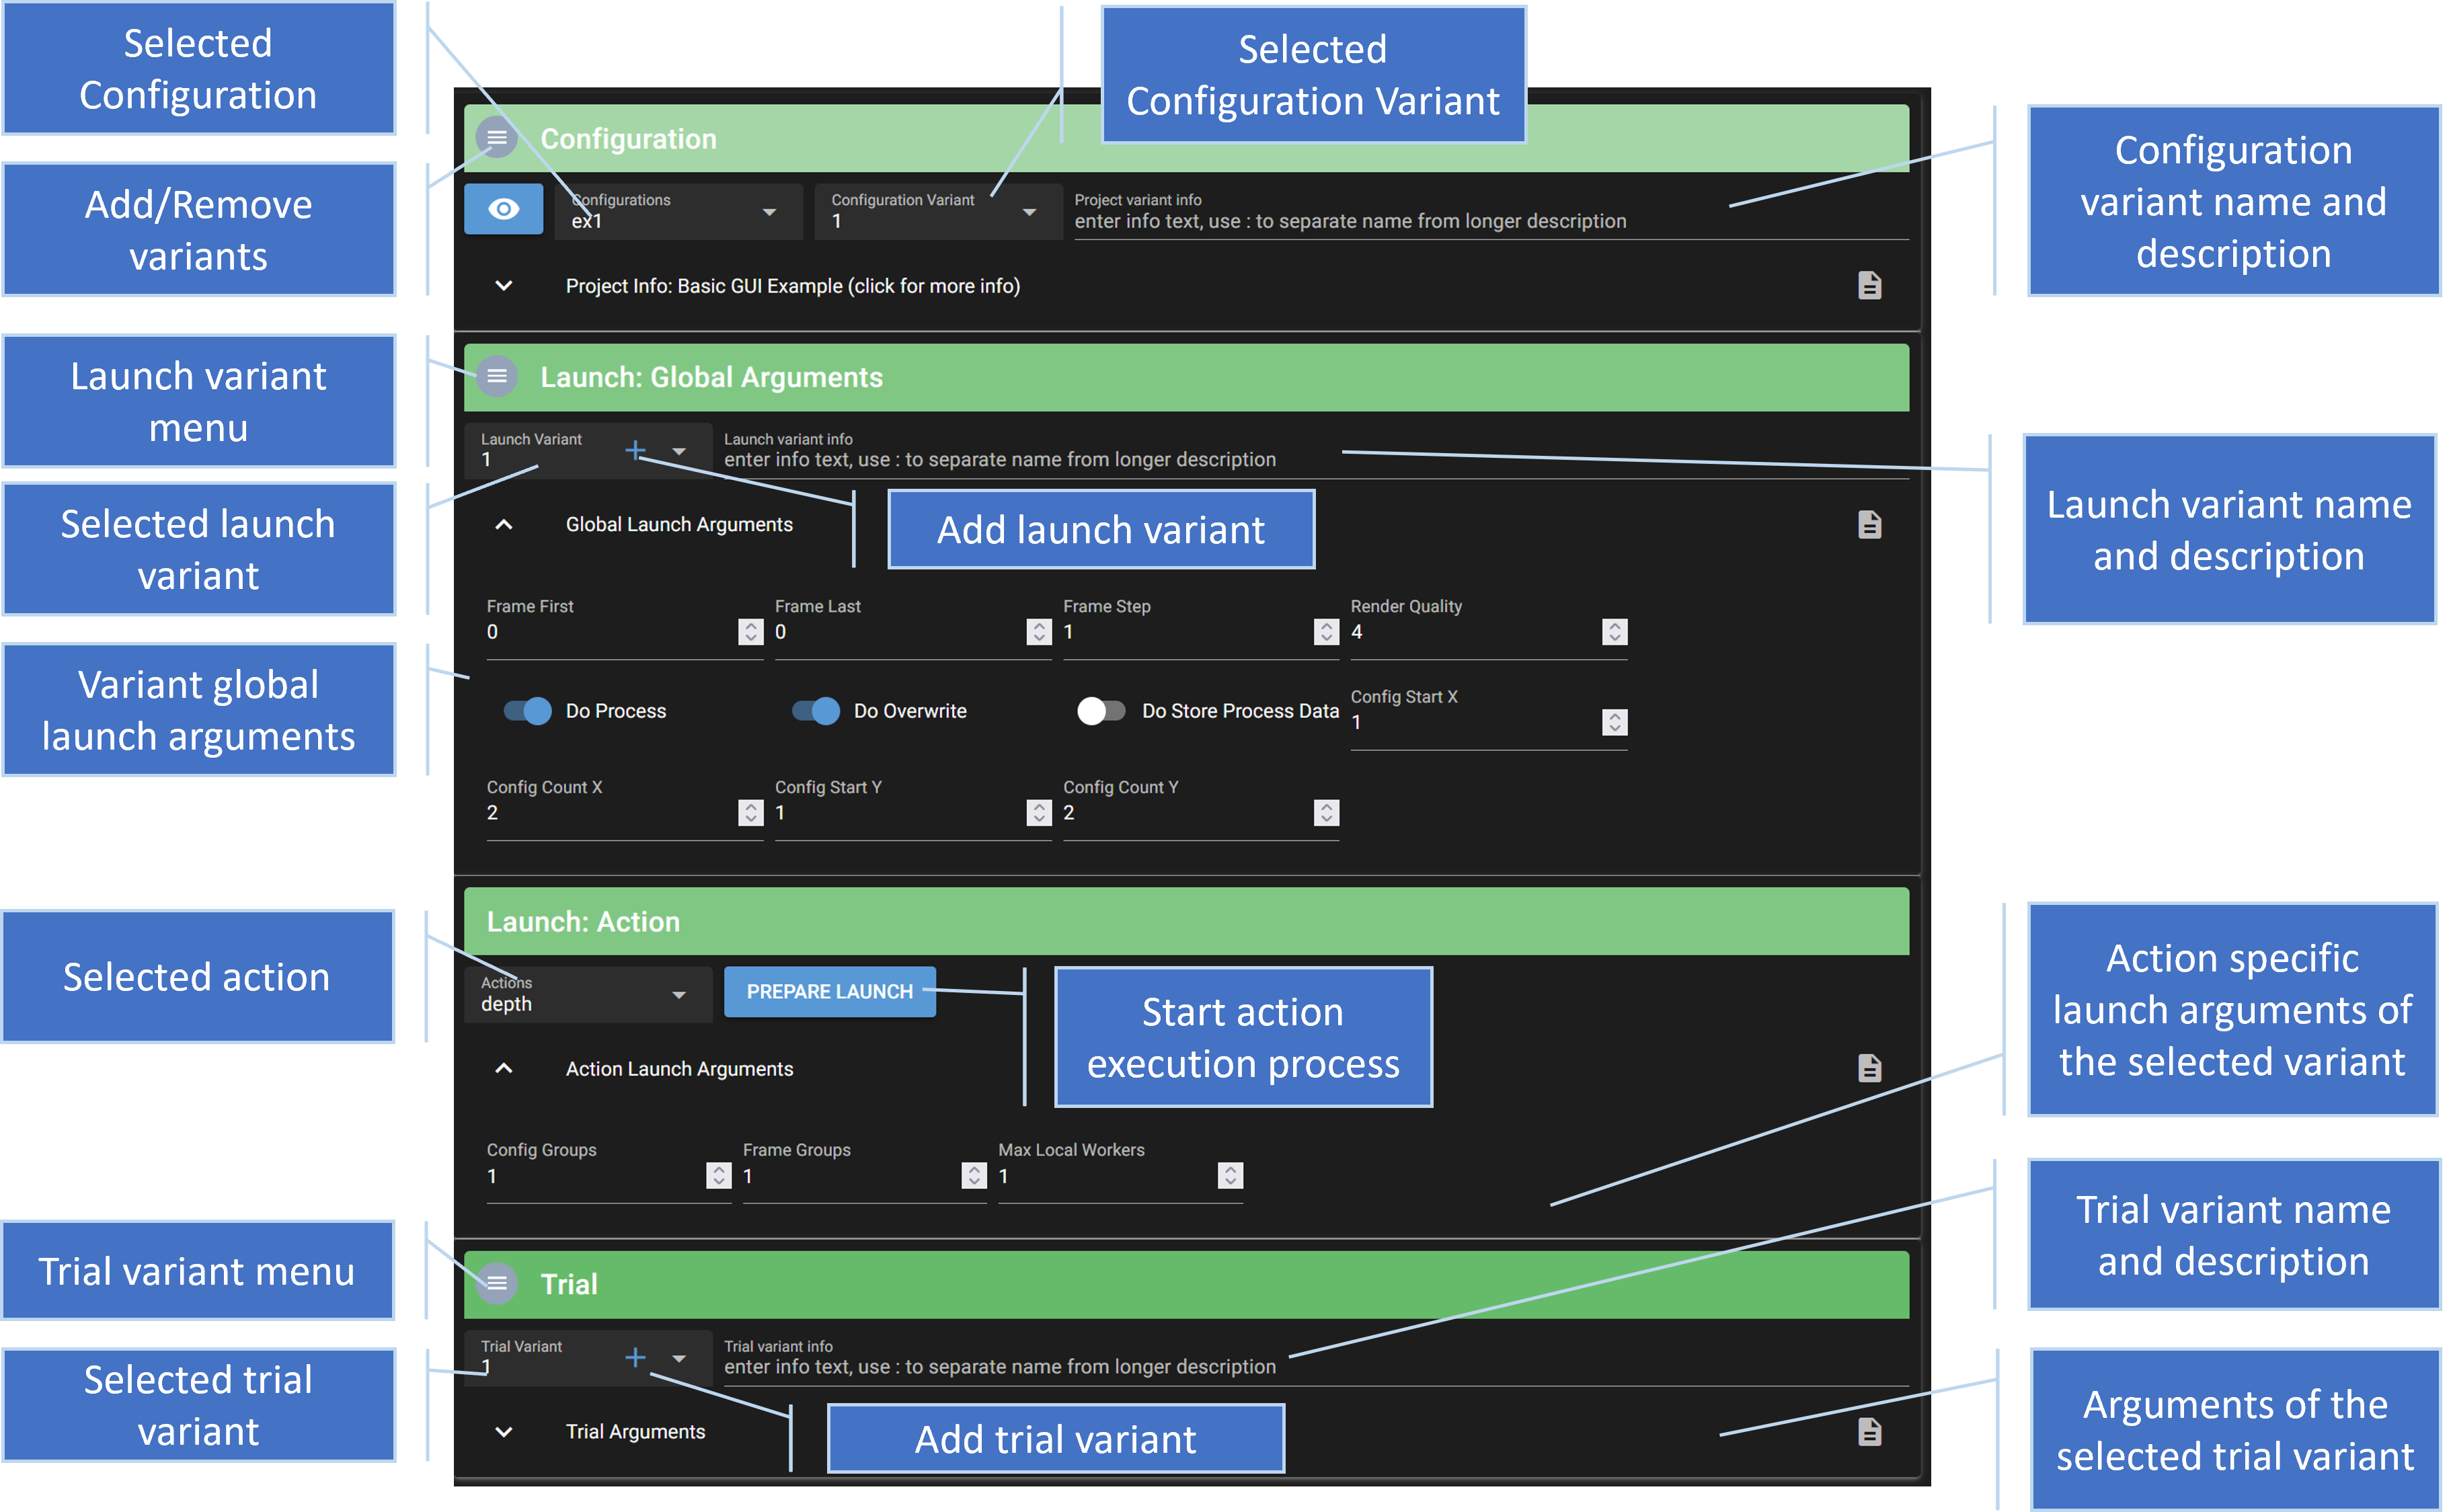 Selected
Configuration
Selected
Configuration Variant
Configuration
Add/Remove
variants
Configuration
variant name and
description
Configurations
ex1
Configuration Variant
1
Project variant info
enter info text, use : to separate name from longer description
Project Info: Basic GUI Example (click for more info)
Launch variant
menu
Launch: Global Arguments
Launch Variant
1
Launch variant info
enter info text, use : to separate name from longer description
Selected launch
variant
Global Launch Arguments
Add launch variant
Launch variant name
and description
Frame First
0
Frame Last
0
Frame Step
1
Render Quality
4
Variant global
launch arguments
Do Process
Do Overwrite
Do Store Process Data
Config Start X
1
Config Count X
2
Config Start Y
1
Config Count Y
2
Launch: Action
Selected action
Actions
depth
PREPARE LAUNCH
Start action
execution process
Action specific
launch arguments of
the selected variant
Action Launch Arguments
Config Groups
1
Frame Groups
1
Max Local Workers
1
Trial variant name
and description
Trial variant menu
Trial
Trial Variant
1
Trial variant info
enter info text, use : to separate name from longer description
Selected trial
variant
Trial Arguments
Add trial variant
Arguments of the
selected trial variant